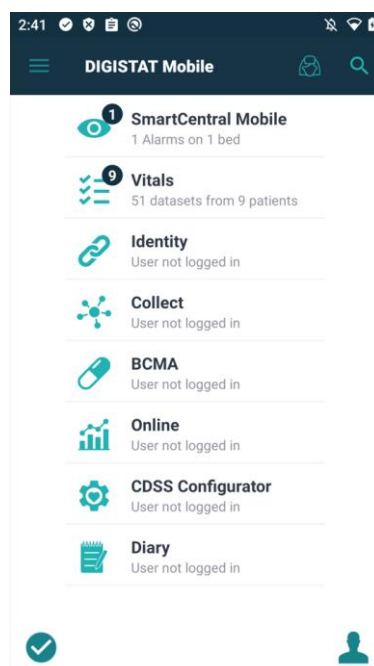 2:41
DIGISTAT Mobile
1
SmartCentral Mobile
1 Alarms on 1 bed
9
Vitals
51 datasets from 9 patients
Identity
User not logged in
Collect
User not logged in
BCMA
User not logged in
Online
User not logged in
CDSS Configurator
User not logged in
Diary
User not logged in